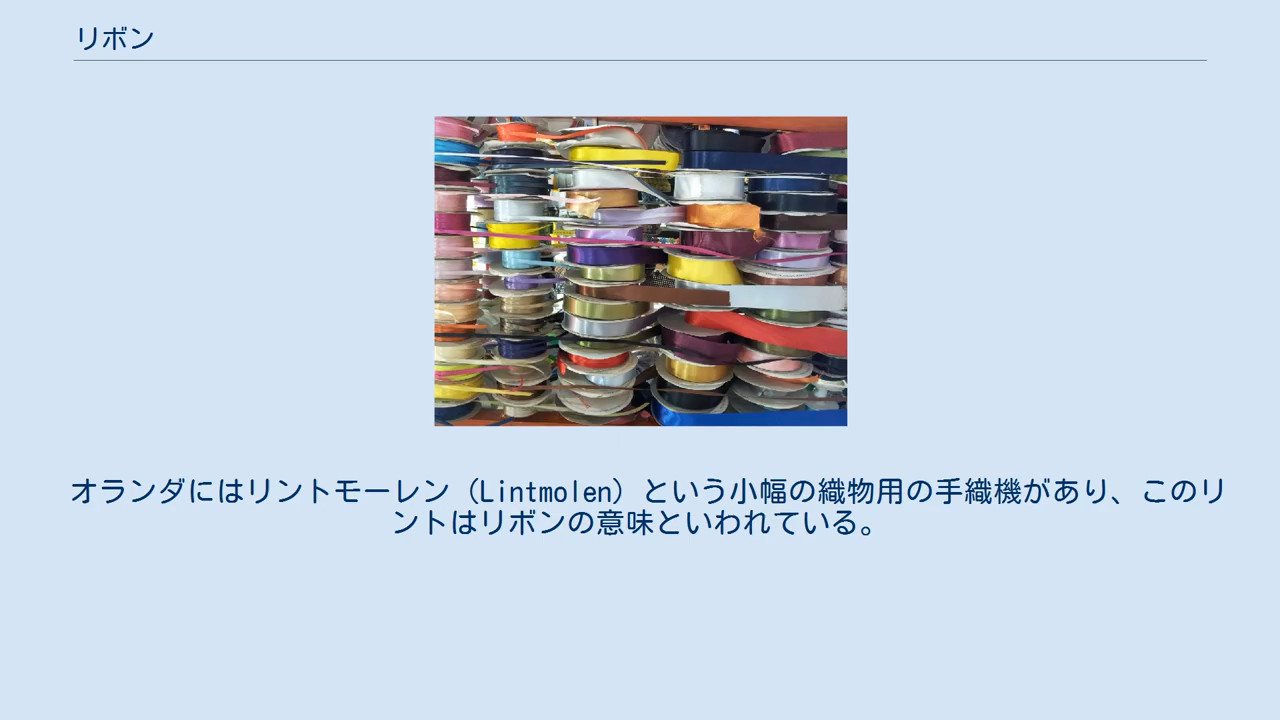 リボン
オランダにはリントモーレン（Lintmolen）という小幅の織物用の手織機があり、このリ
ントはリボンの意味といわれている。